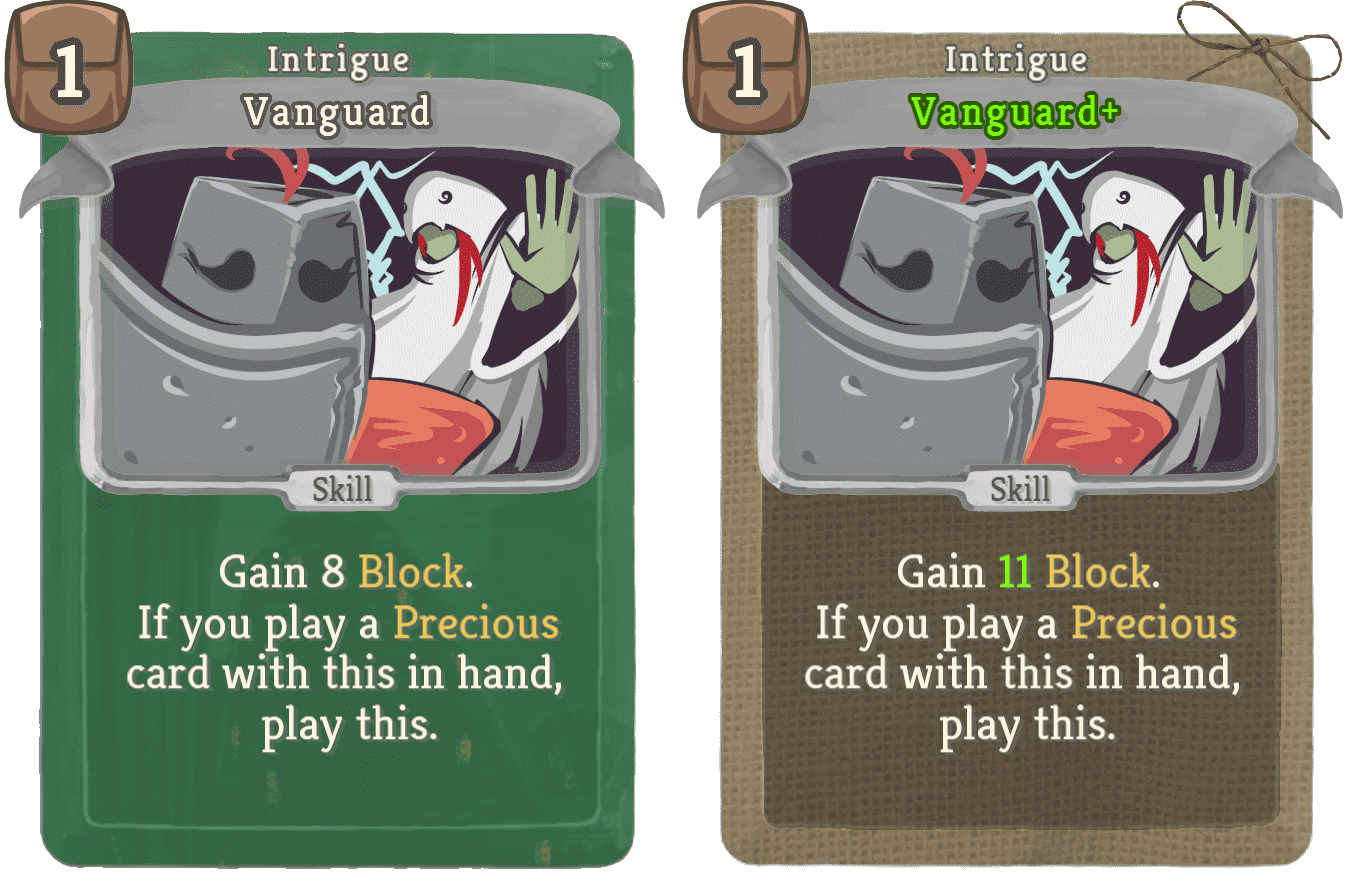 1
Intrigue
Vanguard
Skill
Gain 8 Block.
If you play a Precious
card with this in hand,
play this.
1
Intrigue
Vanguard+
Skill
Gain 11 Block.
If you play a Precious
card with this in hand,
play this.